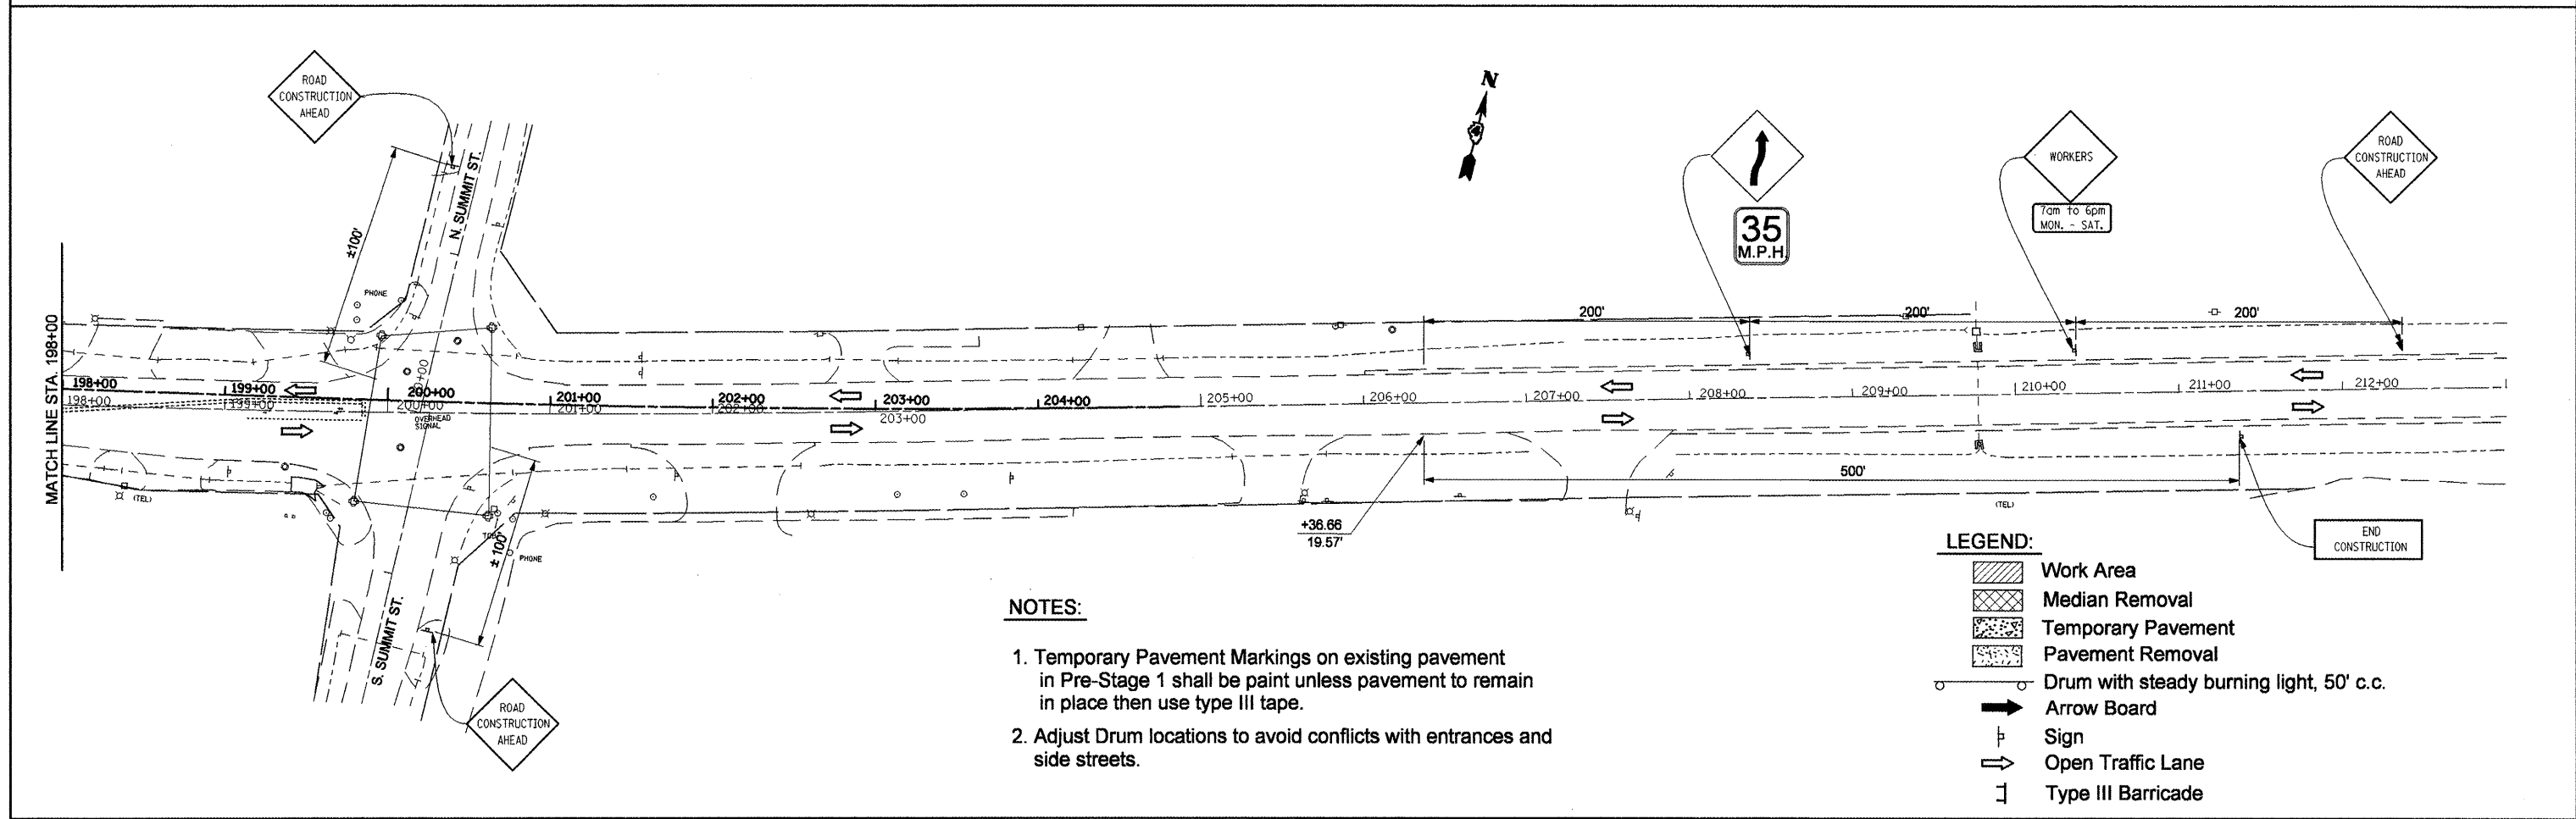 ROAD
CONSTRUCTION
AHEAD
N
35
M.P.H.
WORKERS
7am to 6pm
MON. - SAT.
ROAD
CONSTRUCTION
AHEAD
N. SUMMIT ST.
±100'
PHONE
MATCH LINE STA. 198+00
200'
200'
200'
198+00
199+00
200+00
201+00
202+00
203+00
204+00
198+00
199+00
200+00
201+00
202+00
203+00
205+00
206+00
207+00
208+00
209+00
210+00
211+00
212+00
200+00
OVERHEAD
SIGNAL
(TEL)
500'
(TEL)
+36.66
19.57'
±100'
PHONE
S. SUMMIT ST.
ROAD
CONSTRUCTION
AHEAD
END
CONSTRUCTION
NOTES:
1. Temporary Pavement Markings on existing pavement
in Pre-Stage 1 shall be paint unless pavement to remain
in place then use type III tape.
2. Adjust Drum locations to avoid conflicts with entrances and
side streets.
LEGEND:
Work Area
Median Removal
Temporary Pavement
Pavement Removal
Drum with steady burning light, 50' c.c.
Arrow Board
Sign
Open Traffic Lane
Type III Barricade